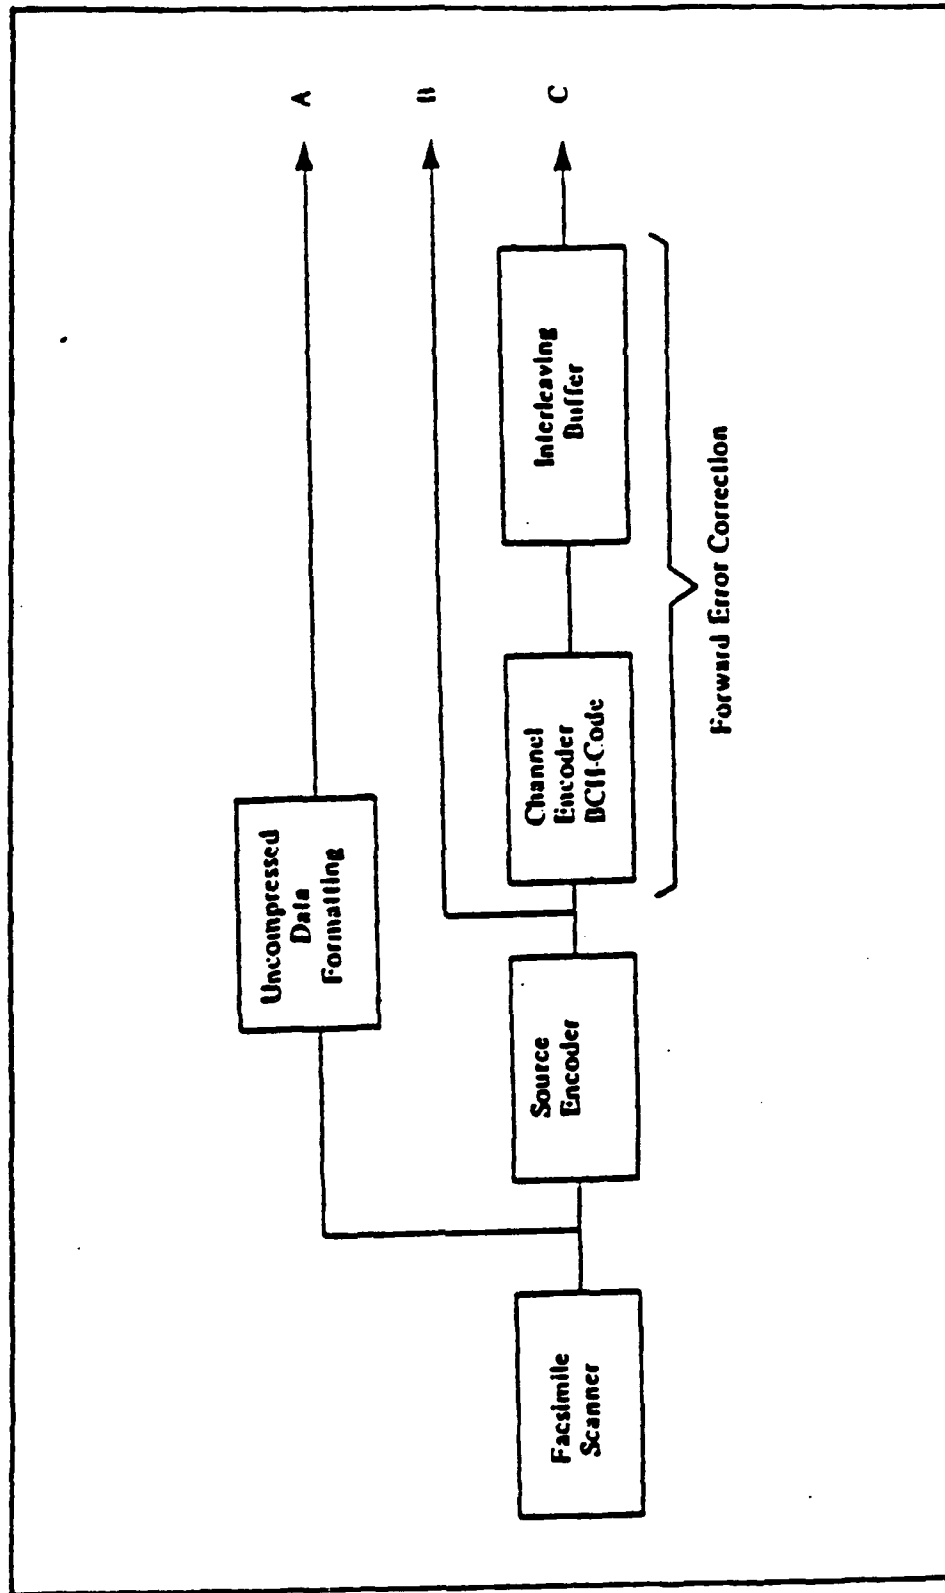 A
Uncompressed
Data
Formatting
B
Facsimile
Scanner
Source
Encoder
Channel
Encoder
BCH-Code
Interleaving
Buffer
C
Forward Error Correction